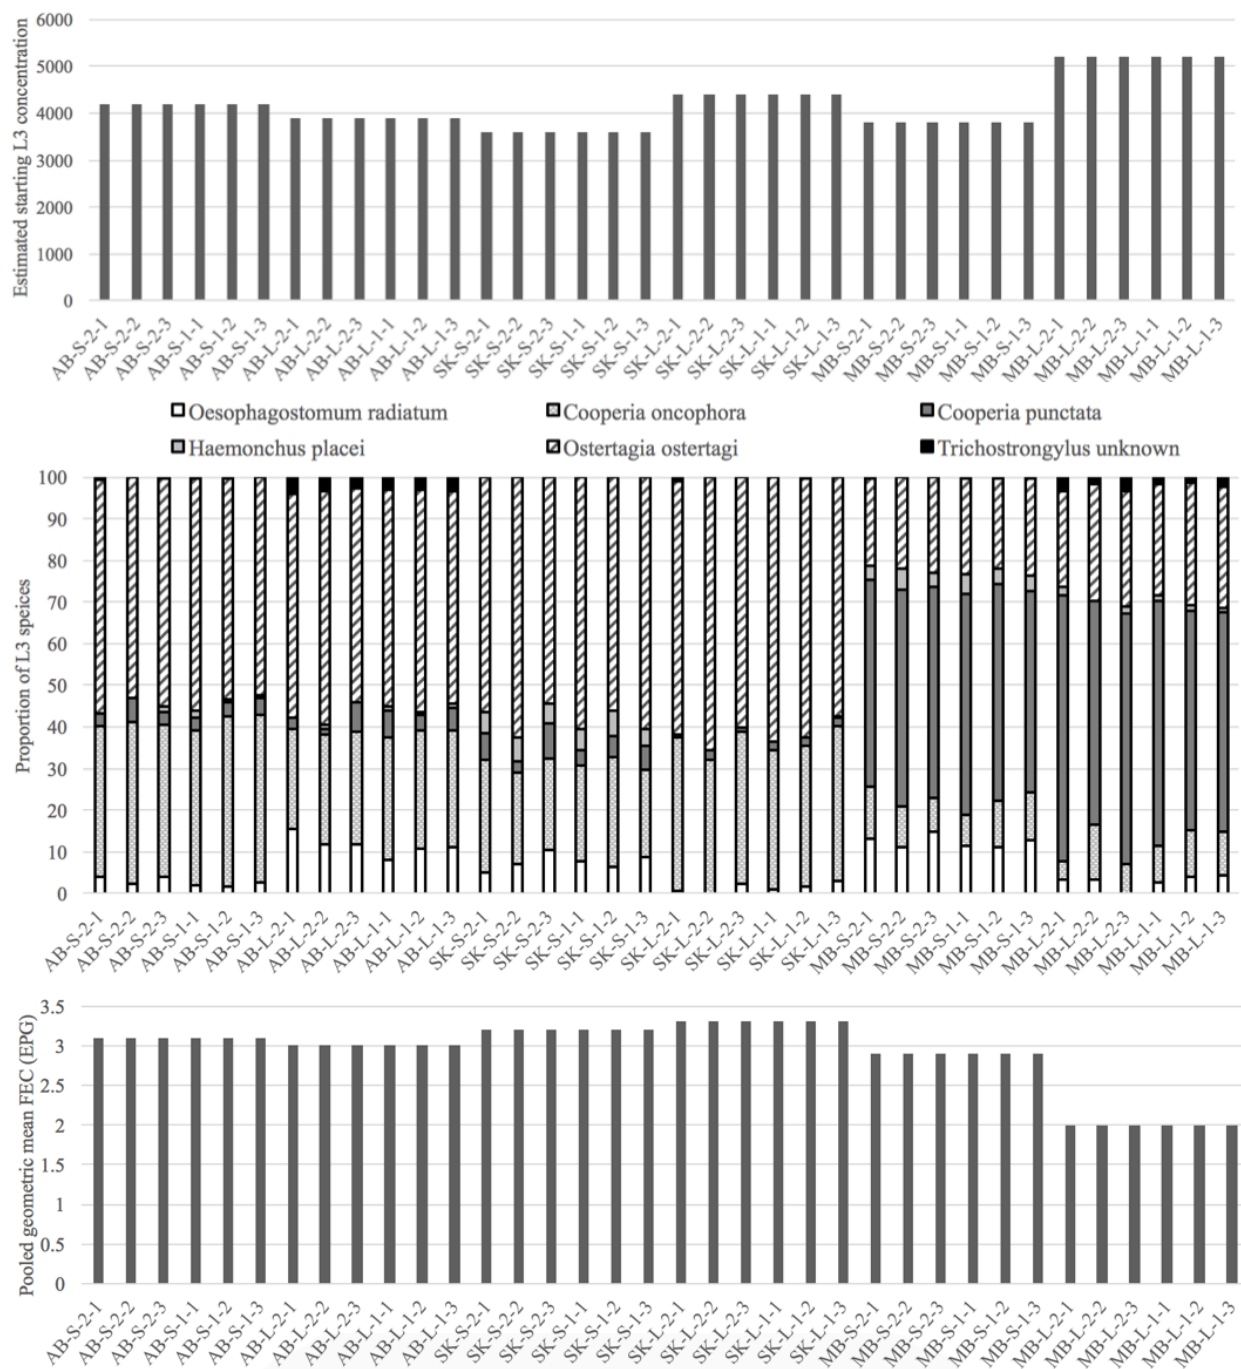 Estimated starting L3 concentration
6000
5000
4000
3000
2000
1000
0
AB-S-2-1
AB-S-2-2
AB-S-2-3
AB-S-1-1
AB-S-1-2
AB-S-1-3
AB-L-2-1
AB-L-2-2
AB-L-2-3
AB-L-1-1
AB-L-1-2
AB-L-1-3
SK-S-2-1
SK-S-2-2
SK-S-2-3
SK-S-1-1
SK-S-1-2
SK-S-1-3
SK-L-2-1
SK-L-2-2
SK-L-2-3
SK-L-1-1
SK-L-1-2
SK-L-1-3
MB-S-2-1
MB-S-2-2
MB-S-2-3
MB-S-1-1
MB-S-1-2
MB-S-1-3
MB-L-2-1
MB-L-2-2
MB-L-2-3
MB-L-1-1
MB-L-1-2
MB-L-1-3
Oesophagostomum radiatum Cooperia oncophora Cooperia punctata
Haemonchus placei Ostertagia ostertagi Trichostrongylus unknown
Proportion of L3 speices
100
90
80
70
60
50
40
30
20
10
0
AB-S-2-1
AB-S-2-2
AB-S-2-3
AB-S-1-1
AB-S-1-2
AB-S-1-3
AB-L-2-1
AB-L-2-2
AB-L-2-3
AB-L-1-1
AB-L-1-2
AB-L-1-3
SK-S-2-1
SK-S-2-2
SK-S-2-3
SK-S-1-1
SK-S-1-2
SK-S-1-3
SK-L-2-1
SK-L-2-2
SK-L-2-3
SK-L-1-1
SK-L-1-2
SK-L-1-3
MB-S-2-1
MB-S-2-2
MB-S-2-3
MB-S-1-1
MB-S-1-2
MB-S-1-3
MB-L-2-1
MB-L-2-2
MB-L-2-3
MB-L-1-1
MB-L-1-2
MB-L-1-3
Pooled geometric mean FEC (EPG)
3.5
3
2.5
2
1.5
1
0.5
0
AB-S-2-1
AB-S-2-2
AB-S-2-3
AB-S-1-1
AB-S-1-2
AB-S-1-3
AB-L-2-1
AB-L-2-2
AB-L-2-3
AB-L-1-1
AB-L-1-2
AB-L-1-3
SK-S-2-1
SK-S-2-2
SK-S-2-3
SK-S-1-1
SK-S-1-2
SK-S-1-3
SK-L-2-1
SK-L-2-2
SK-L-2-3
SK-L-1-1
SK-L-1-2
SK-L-1-3
MB-S-2-1
MB-S-2-2
MB-S-2-3
MB-S-1-1
MB-S-1-2
MB-S-1-3
MB-L-2-1
MB-L-2-2
MB-L-2-3
MB-L-1-1
MB-L-1-2
MB-L-1-3